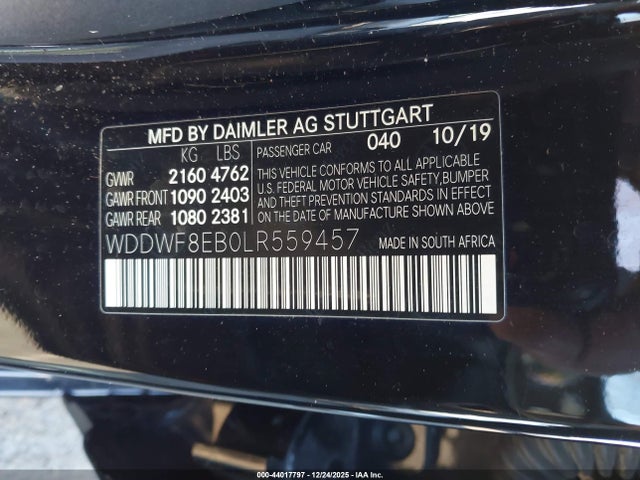 MFD BY DAIMLER AG STUTTGART
KG LBS
GVWR 2160 4762
GAWR FRONT 1090 2403
GAWR REAR 1080 2381
PASSENGER CAR 040 10/19
THIS VEHICLE CONFORMS TO ALL APPLICABLE
U.S. FEDERAL MOTOR VEHICLE SAFETY,BUMPER
AND THEFT PREVENTION STANDARDS IN EFFECT
ON THE DATE OF MANUFACTURE SHOWN ABOVE.
WDDWF8EB0LR559457 MADE IN SOUTH AFRICA
000-44017797 - 12/24/2025 - IAAI, Inc.